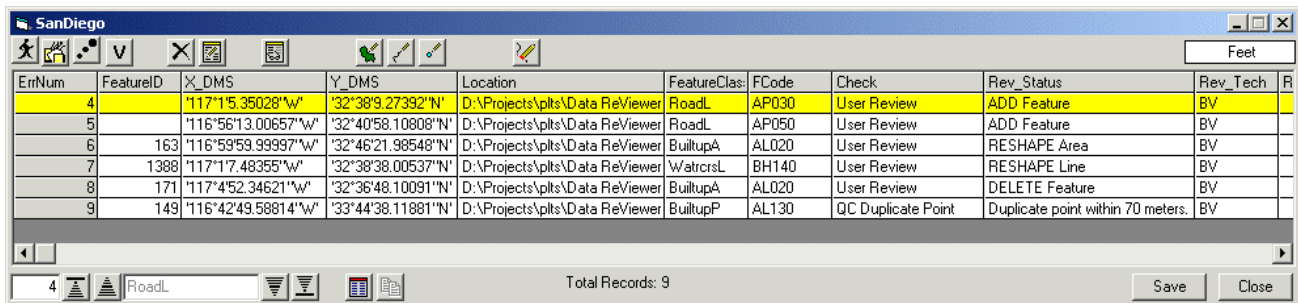 SanDiego
V
Feet
ErrNum FeatureID X_DMS Y_DMS Location FeatureClas: FCode Check Rev_Status Rev_Tech R
4 '117°1'5.35028"W' '32°38'9.27392"N' D:\Projects\plts\Data ReViewer RoadL AP030 User Review ADD Feature BV
5 '116°56'13.00657"W' '32°40'58.10808"N' D:\Projects\plts\Data ReViewer RoadL AP050 User Review ADD Feature BV
6 163 '116°59'59.99997"W' '32°46'21.98548"N' D:\Projects\plts\Data ReViewer BuiltupA AL020 User Review RESHAPE Area BV
7 1388 '117°1'7.48355"W' '32°38'38.00537"N' D:\Projects\plts\Data ReViewer WatrcrsL BH140 User Review RESHAPE Line BV
8 171 '117°4'52.34621"W' '32°36'48.10091"N' D:\Projects\plts\Data ReViewer BuiltupA AL020 User Review DELETE Feature BV
9 149 '116°42'49.58814"W' '33°44'38.11881"N' D:\Projects\plts\Data ReViewer BuiltupP AL130 QC Duplicate Point Duplicate point within 70 meters. BV
4 RoadL Total Records: 9 Save Close